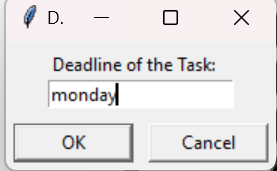 D.
Deadline of the Task:
monday
OK
Cancel